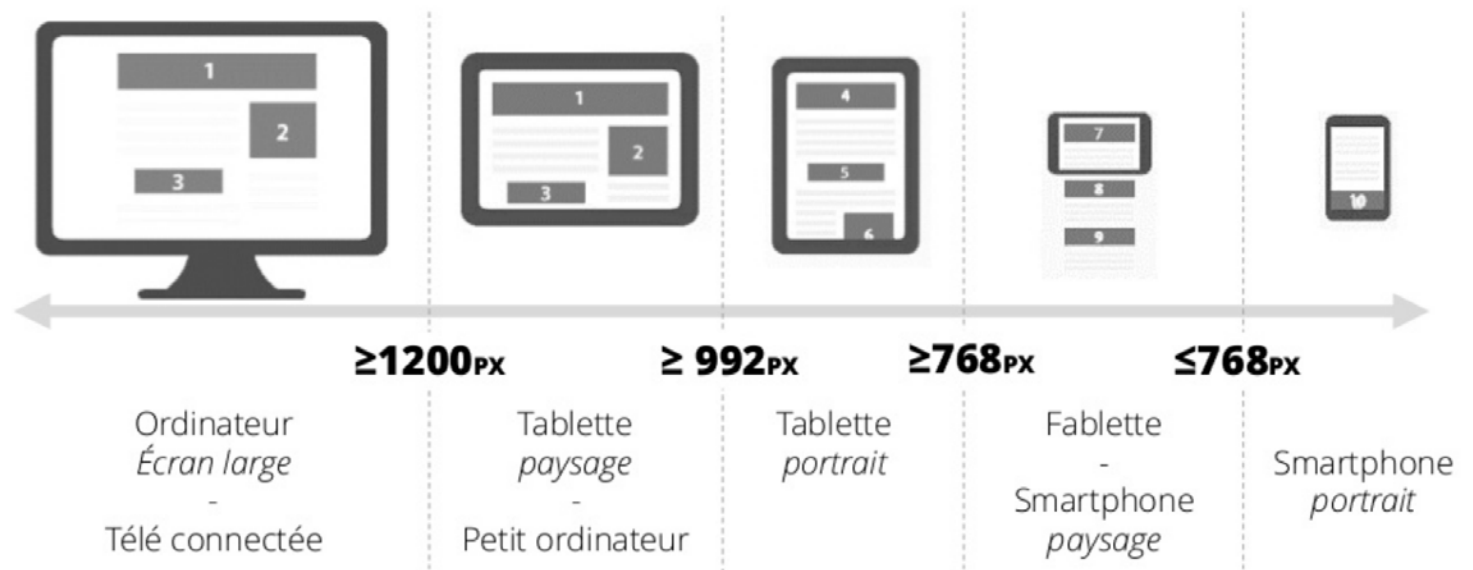 1
2
3
1
2
3
4
5
6
7
8
9
10
≥1200PX
≥ 992PX
≥768PX
≤768PX
Ordinateur
Écran large
-
Télé connectée
Tablette
paysage
-
Petit ordinateur
Tablette
portrait
Fablette
-
Smartphone
paysage
Smartphone
portrait